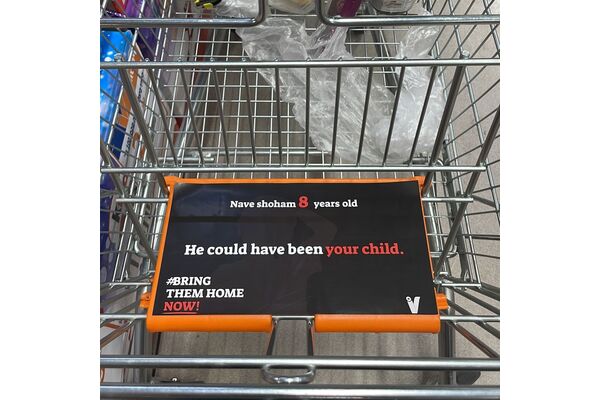 Nave shoham 8 years old
He could have been your child.
#BRING
THEM HOME
NOW!